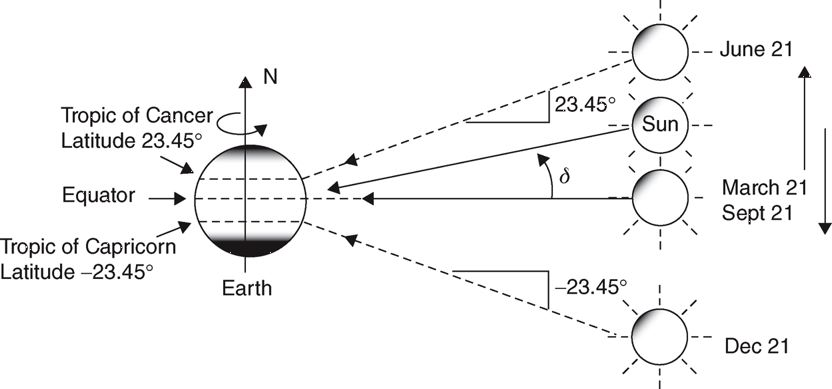 June 21
N
23.45°
Tropic of Cancer
Latitude 23.45°
Sun
δ
Equator
March 21
Sept 21
Tropic of Capricorn
Latitude –23.45°
Earth
–23.45°
Dec 21